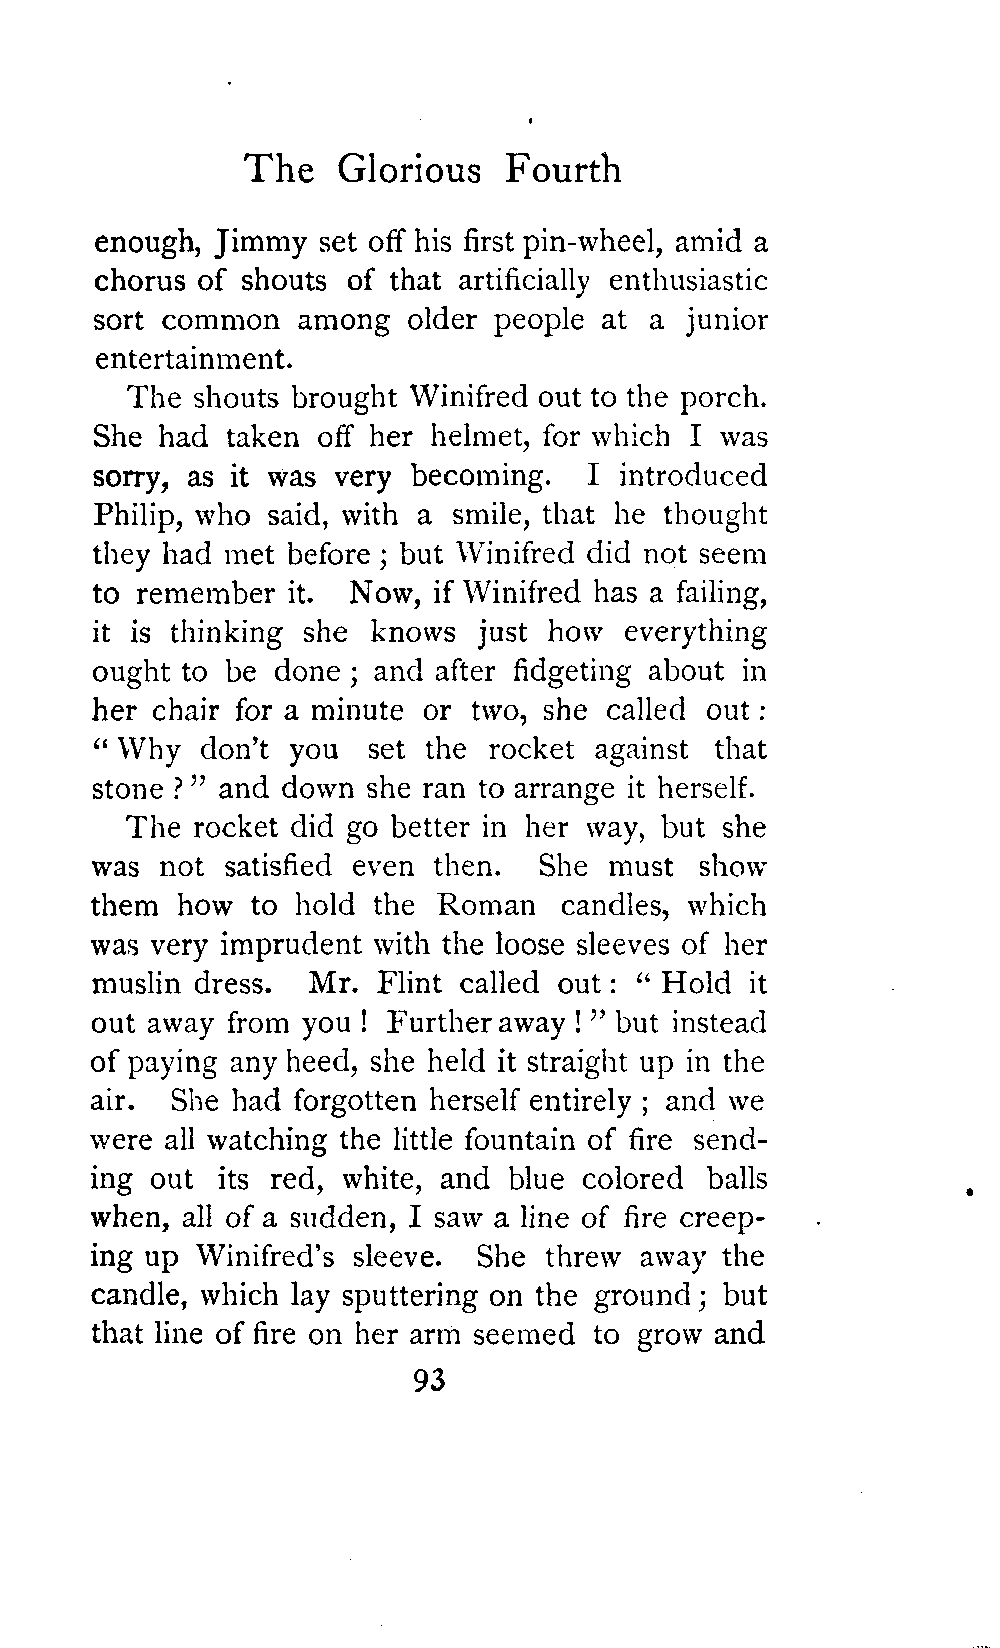 The Glorious Fourth
enough, Jimmy set off his first pin-wheel, amid a
chorus of shouts of that artificially enthusiastic
sort common among older people at a junior
entertainment.
The shouts brought Winifred out to the porch.
She had taken off her helmet, for which I was
sorry, as it was very becoming. I introduced
Philip, who said, with a smile, that he thought
they had met before ; but Winifred did not seem
to remember it. Now, if Winifred has a failing,
it is thinking she knows just how everything
ought to be done ; and after fidgeting about in
her chair for a minute or two, she called out :
“ Why don't you set the rocket against that
stone ? ” and down she ran to arrange it herself.
The rocket did go better in her way, but she
was not satisfied even then. She must show
them how to hold the Roman candles, which
was very imprudent with the loose sleeves of her
muslin dress. Mr. Flint called out : “ Hold it
out away from you ! Further away ! ” but instead
of paying any heed, she held it straight up in the
air. She had forgotten herself entirely ; and we
were all watching the little fountain of fire send-
ing out its red, white, and blue colored balls
when, all of a sudden, I saw a line of fire creep-
ing up Winifred's sleeve. She threw away the
candle, which lay sputtering on the ground ; but
that line of fire on her arm seemed to grow and
93